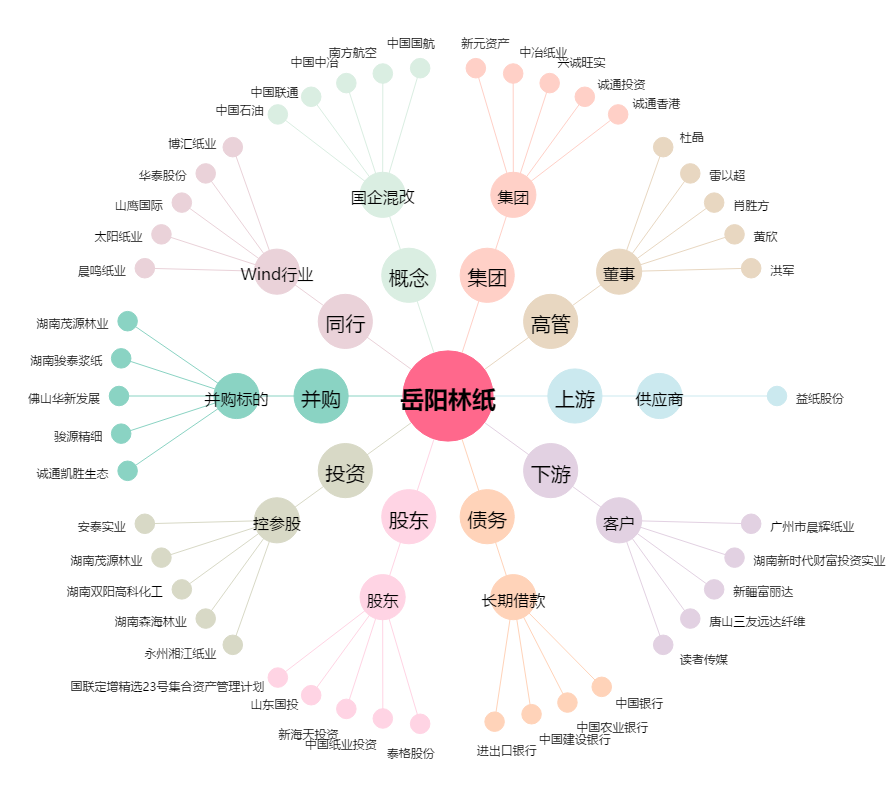 中国国航
新元资产
南方航空
中冶纸业
中国中冶
兴诚旺实
中国联通
诚通投资
中国石油
诚通香港
博汇纸业
杜昂
华泰股份
雷以超
国企混改
集团
山鹰国际
肖胜方
太阳纸业
黄欣
晨鸣纸业
Wind行业
概念
集团
董事
洪军
湖南茂源林业
同行
高管
湖南骏泰浆纸
佛山华新发展
并购标的
并购
岳阳林纸
上游
供应商
益纸股份
骏源精细
诚通凯胜生态
投资
下游
安泰实业
控参股
股东
债务
客户
广州市晨辉纸业
湖南茂源林业
湖南新时代财富投资实业
湖南双阳高科化工
新疆富丽达
股东
长期借款
湖南森海林业
唐山三友远达纤维
永州湘江纸业
读者传媒
国联定增精选23号集合资产管理计划
山东国投
中国银行
新海天投资
中国农业银行
中国纸业投资
中国建设银行
泰格股份
进出口银行